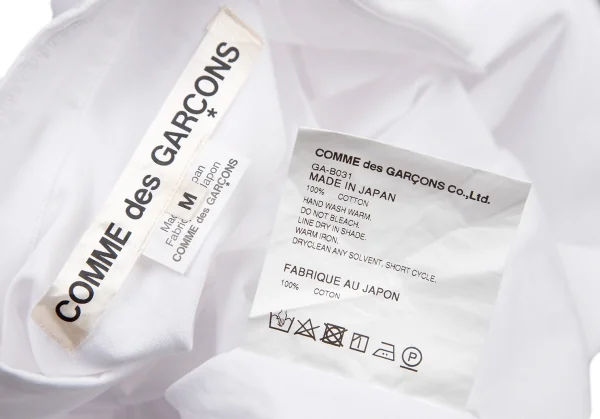 COMME des GARÇONS
*
M
Japon
COMME des GARÇONS
*
COMME des GARÇONS Co.,Ltd.
GA-B031
MADE IN JAPAN
100% COTTON
HAND WASH WARM.
DO NOT BLEACH.
LINE DRY IN SHADE.
WARM IRON.
DRYCLEAN ANY SOLVENT, SHORT CYCLE.
FABRIQUE AU JAPON
100% COTON
P